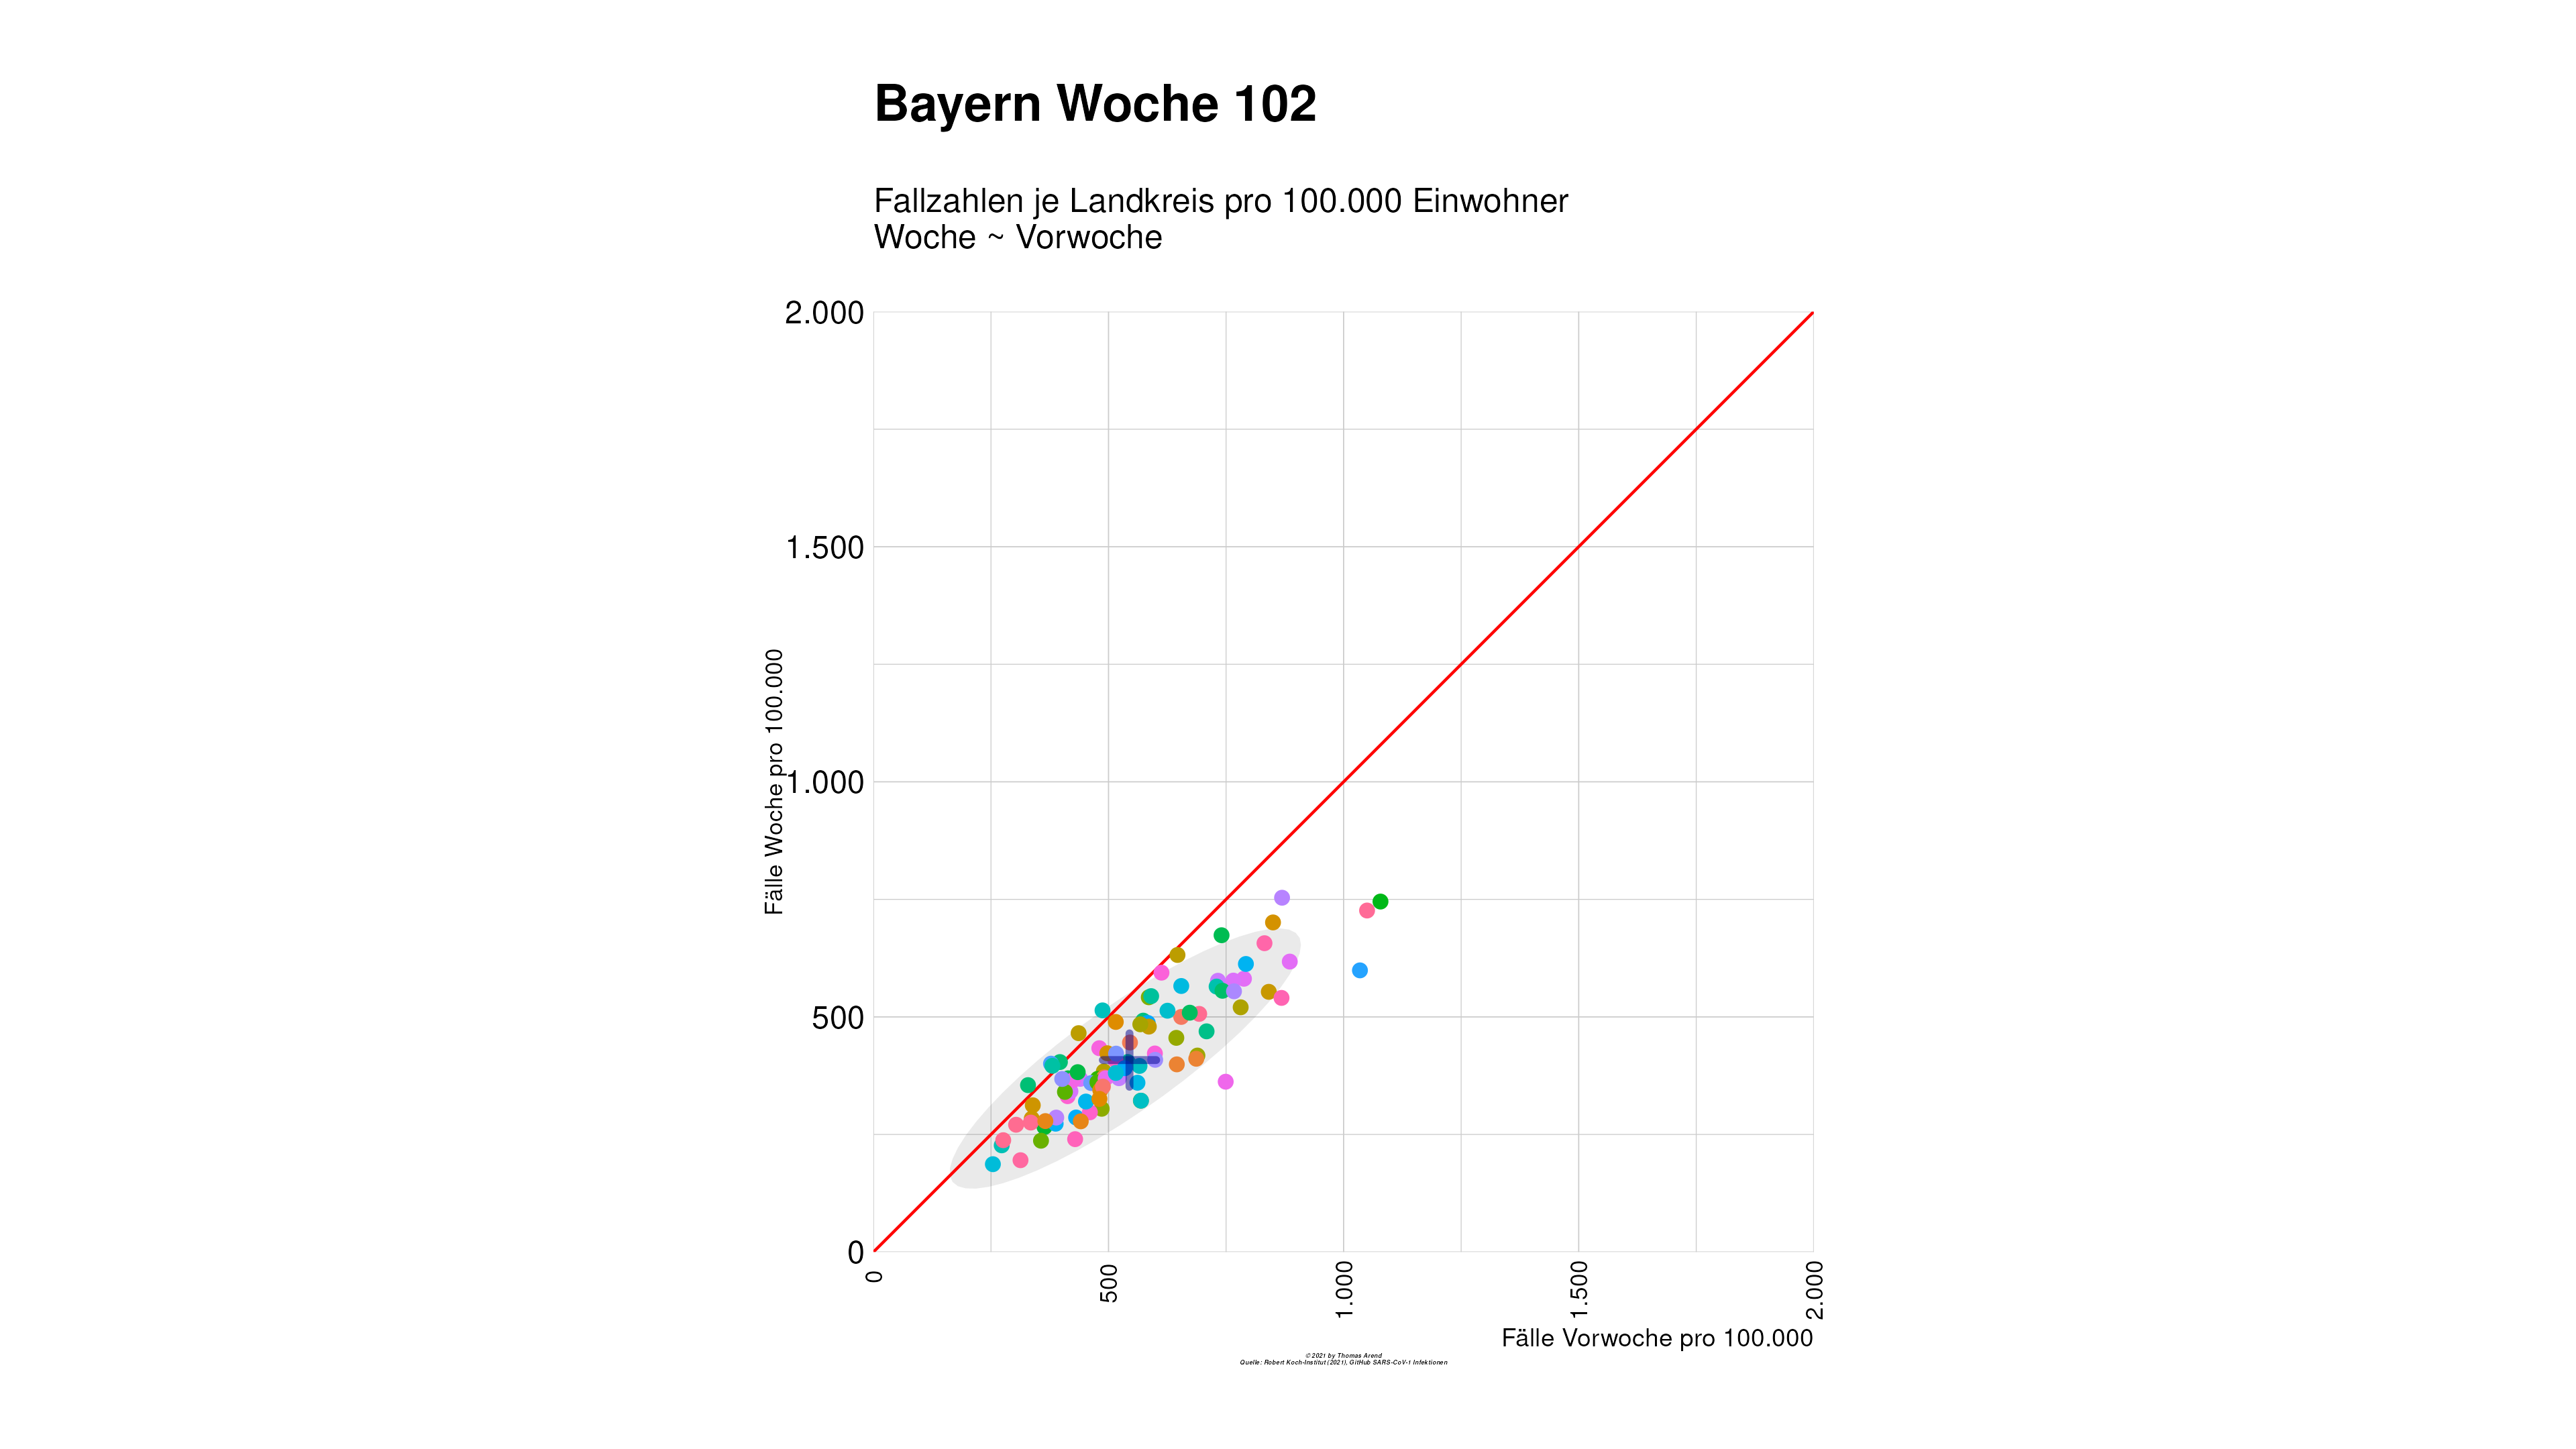 Bayern Woche 102
Fallzahlen je Landkreis pro 100.000 Einwohner
Woche ~ Vorwoche
2.000
1.500
1.000
500
0
Fälle Woche pro 100.000
0
500
1.000
1.500
2.000
Fälle Vorwoche pro 100.000
© 2021 by Thomas Arend
Quelle: Robert Koch-Institut (2021), GitHub SARS-CoV-1 Infektionen